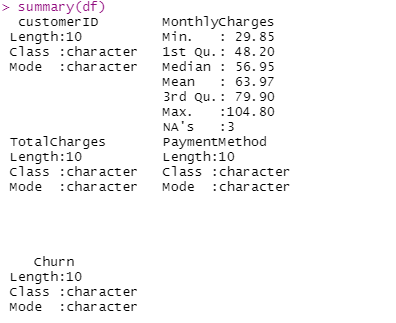 > summary(df)
customerID        MonthlyCharges
Length:10          Min.   : 29.85
Class :character   1st Qu.: 48.20
Mode  :character   Median : 56.95
                   Mean   : 63.97
                   3rd Qu.: 79.90
                   Max.   :104.80
                   NA's   :3
TotalCharges       PaymentMethod
Length:10          Length:10
Class :character   Class :character
Mode  :character   Mode  :character
Churn
Length:10
Class :character
Mode  :character